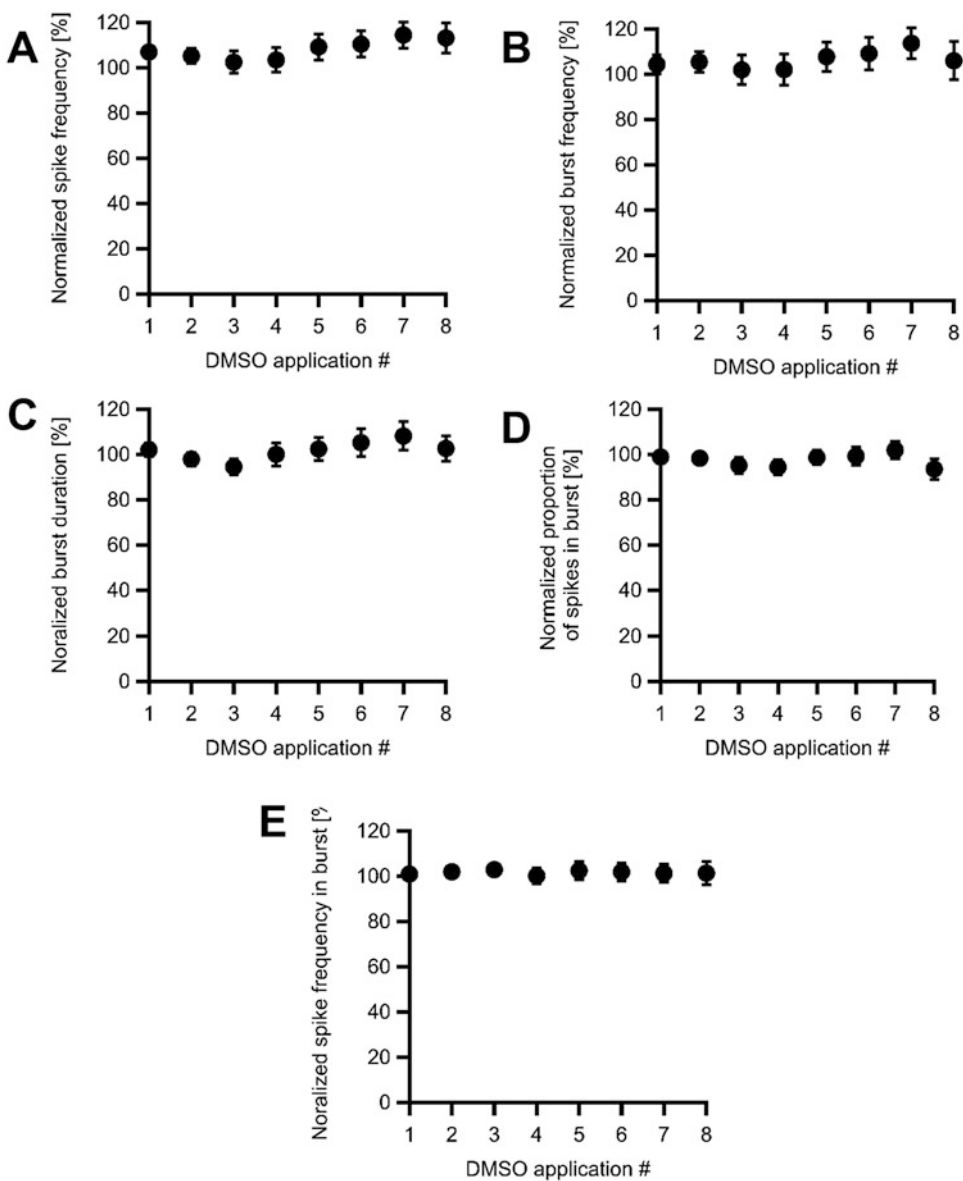 A
Normalized spike frequency [%]
120
100
80
60
40
20
0
1 2 3 4 5 6 7 8
DMSO application #
B
Normalized burst frequency [%]
120
100
80
60
40
20
0
1 2 3 4 5 6 7 8
DMSO application #
C
Noralized burst duration [%]
120
100
80
60
40
20
0
1 2 3 4 5 6 7 8
DMSO application #
D
Normalized proportion
of spikes in burst [%]
120
100
80
60
40
20
0
1 2 3 4 5 6 7 8
DMSO application #
E
Noralized spike frequency in burst [%
120
100
80
60
40
20
0
1 2 3 4 5 6 7 8
DMSO application #